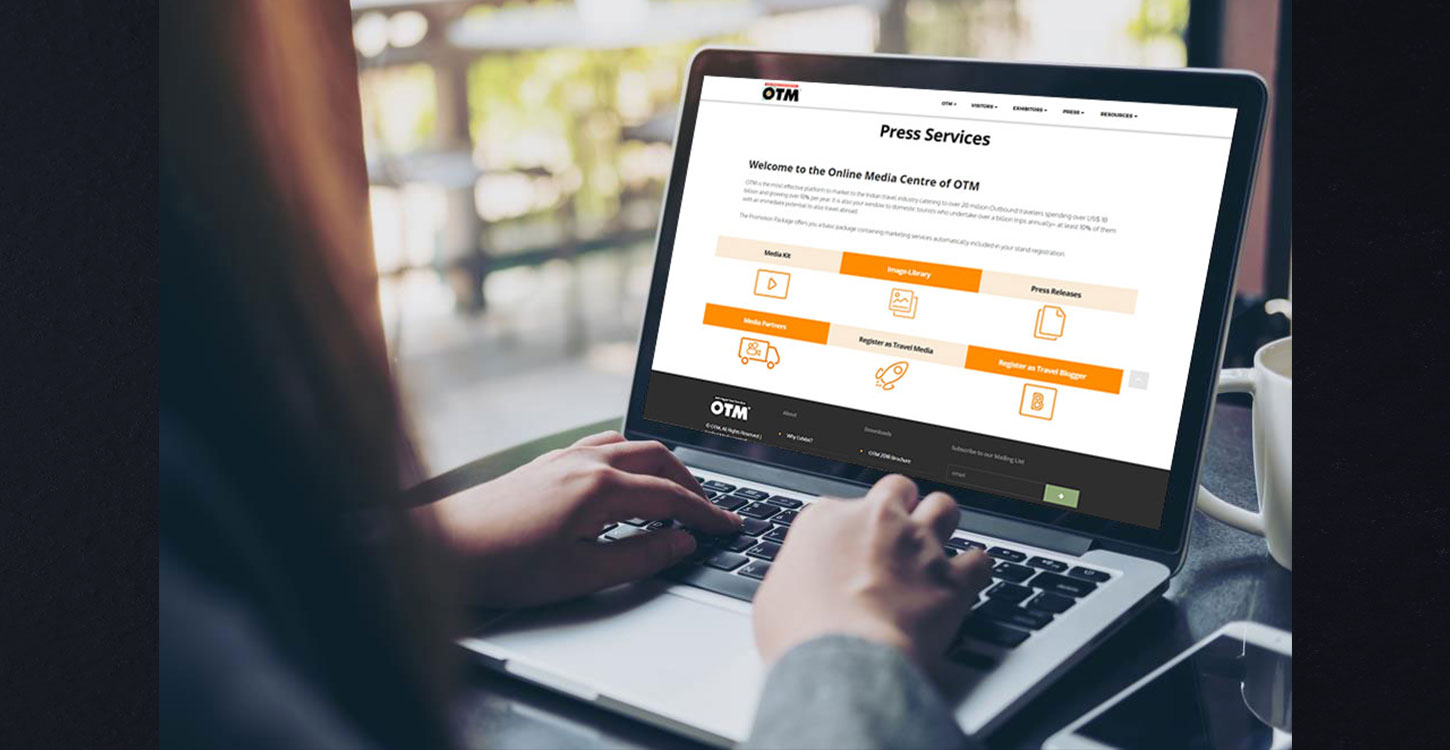 OTM
OTM VISITORS EXHIBITORS PRESS RESOURCES
Press Services
Welcome to the Online Media Centre of OTM
OTM is the most effective platform to market to the Indian travel industry catering to over 20 million Outbound travelers spending over US$ 18
billion and growing over 10% per year. It is also your window to domestic tourists who undertake over a billion trips annually– at least 10% of them
with an immediate potential to also travel abroad.
The Promotion Package offers you a basic package containing marketing services automatically included in your stand registration.
Media Kit
Image-Library
Press Releases
Media Partners
Register as Travel Media
Register as Travel Blogger
B
OTM
© OTM, All Rights Reserved |
About
Why Exhibit?
Downloads
OTM 2018 Brochure
Subscribe to our Mailing List
email